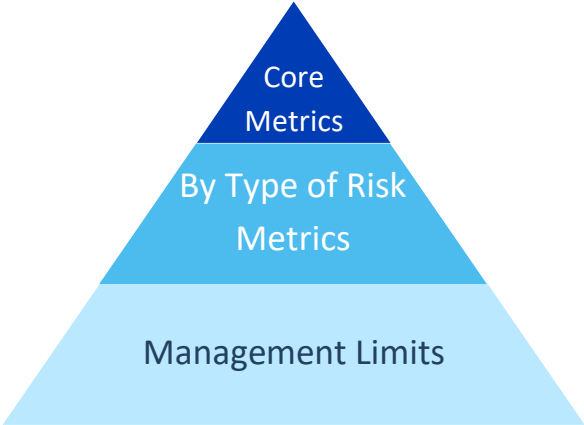 Core
Metrics
By Type of Risk
Metrics
Management Limits